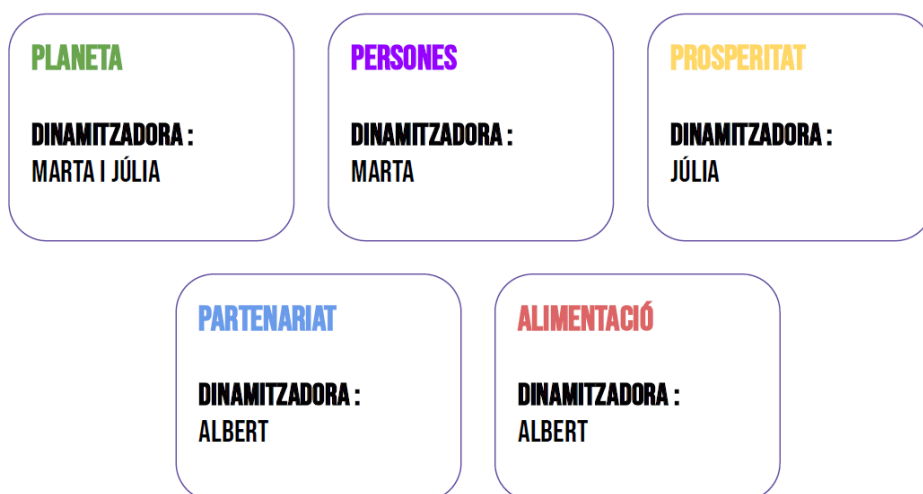 PLANETA
DINAMITZADORA :
MARTA I JÚLIA
PERSONES
DINAMITZADORA :
MARTA
PROSPERITAT
DINAMITZADORA :
JÚLIA
PARTENARIAT
DINAMITZADORA :
ALBERT
ALIMENTACIÓ
DINAMITZADORA :
ALBERT